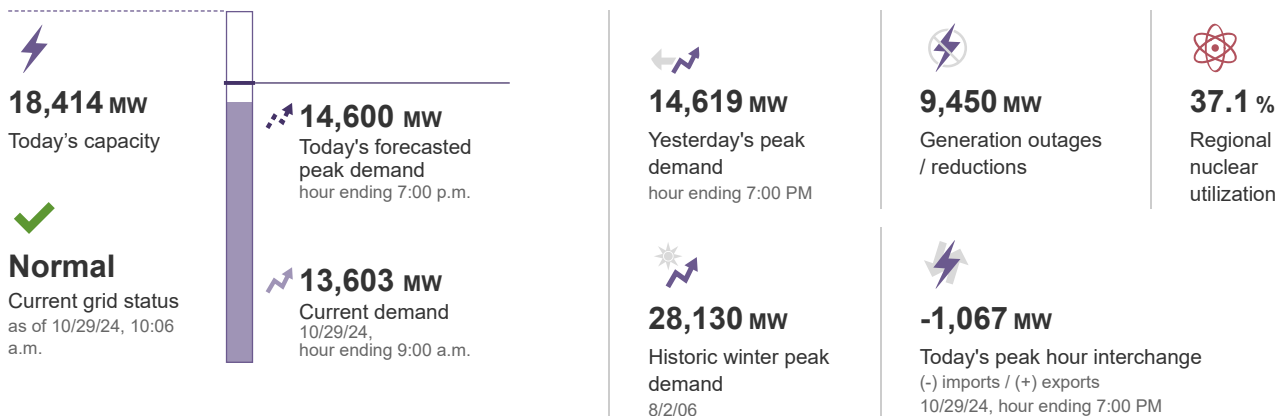 18,414 MW
Today's capacity
Normal
Current grid status
as of 10/29/24, 10:06
a.m.
14,600 MW
Today's forecasted
peak demand
hour ending 7:00 p.m.
13,603 MW
Current demand
10/29/24,
hour ending 9:00 a.m.
14,619 MW
Yesterday's peak
demand
hour ending 7:00 PM
9,450 MW
Generation outages
/ reductions
37.1 %
Regional
nuclear
utilization
28,130 MW
Historic winter peak
demand
8/2/06
-1,067 MW
Today's peak hour interchange
(-) imports / (+) exports
10/29/24, hour ending 7:00 PM